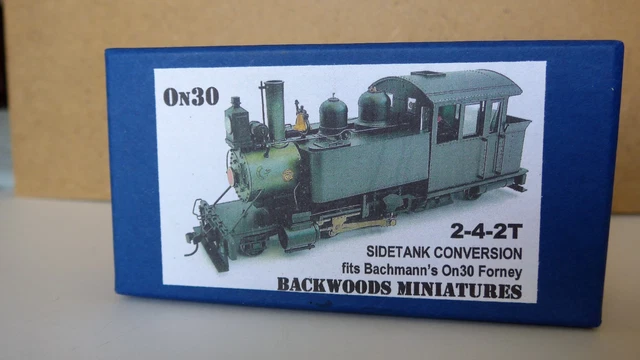 On30
2-4-2T
SIDETANK CONVERSION
fits Bachmann's On30 Forney
BACKWOODS MINIATURES